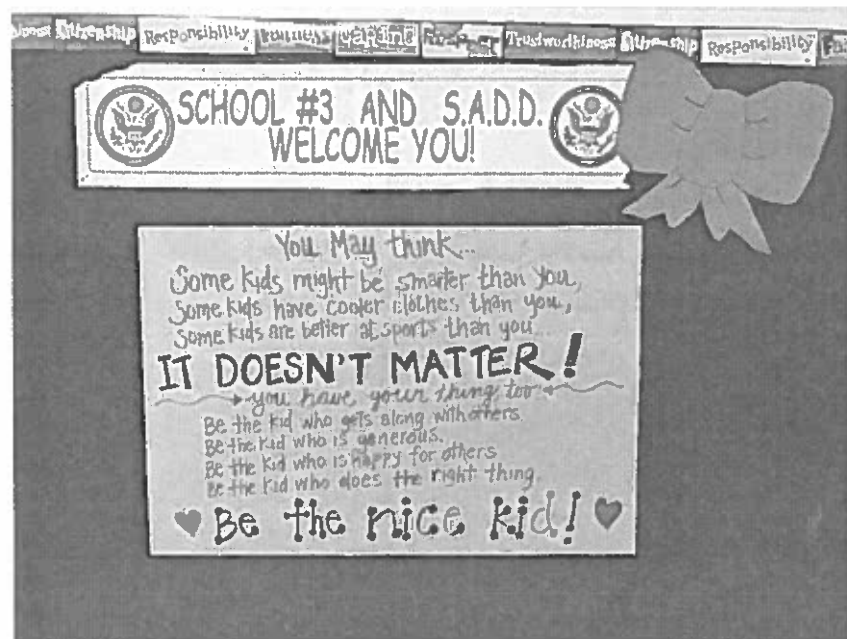 Citizenship Responsibility Fairness Caring Respect Trustworthiness Citizenship Responsibility
SCHOOL #3 AND S.A.D.D.
WELCOME YOU!
You May think...
Some kids might be smarter than you,
Some kids have cooler clothes than you,
Some kids are better at sports than you...
IT DOESN'T MATTER!
you have your thing too
Be the kid who gets along with others.
Be the kid who is generous.
Be the kid who is happy for others
Be the kid who does the right thing.
Be the nice kid!